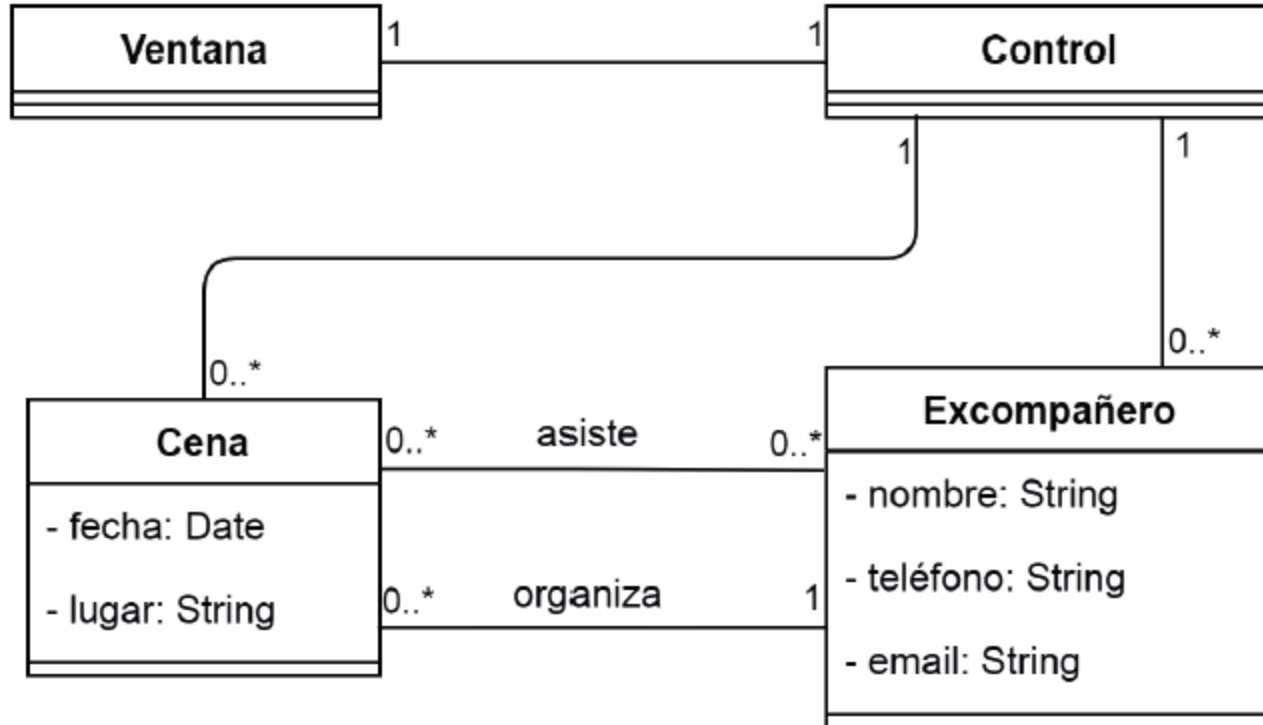 Ventana
1
1
Control
1
1
0..*
0..*
Cena
- fecha: Date
- lugar: String
0..*
asiste
0..*
0..*
organiza
1
Excompañero
- nombre: String
- teléfono: String
- email: String